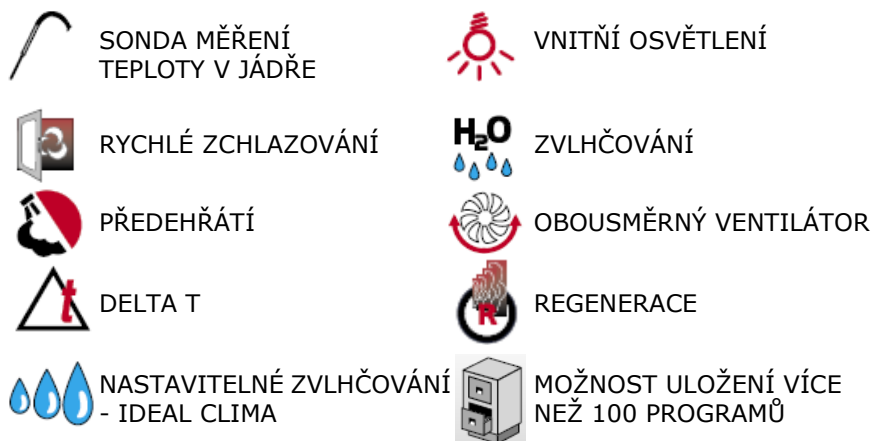 SONDA MĚŘENÍ
TEPLOTY V JÁDŘE
VNITŇÍ OSVĚTLENÍ
RYCHLÉ ZCHLAZOVÁNÍ
H₂O
ZVLHČOVÁNÍ
PŘEDEHŘÁTÍ
OBOUSMĚRNÝ VENTILÁTOR
t
DELTA T
R
REGENERACE
NASTAVITELNÉ ZVLHČOVÁNÍ
- IDEAL CLIMA
MOŽNOST ULOŽENÍ VÍCE
NEŽ 100 PROGRAMŮ